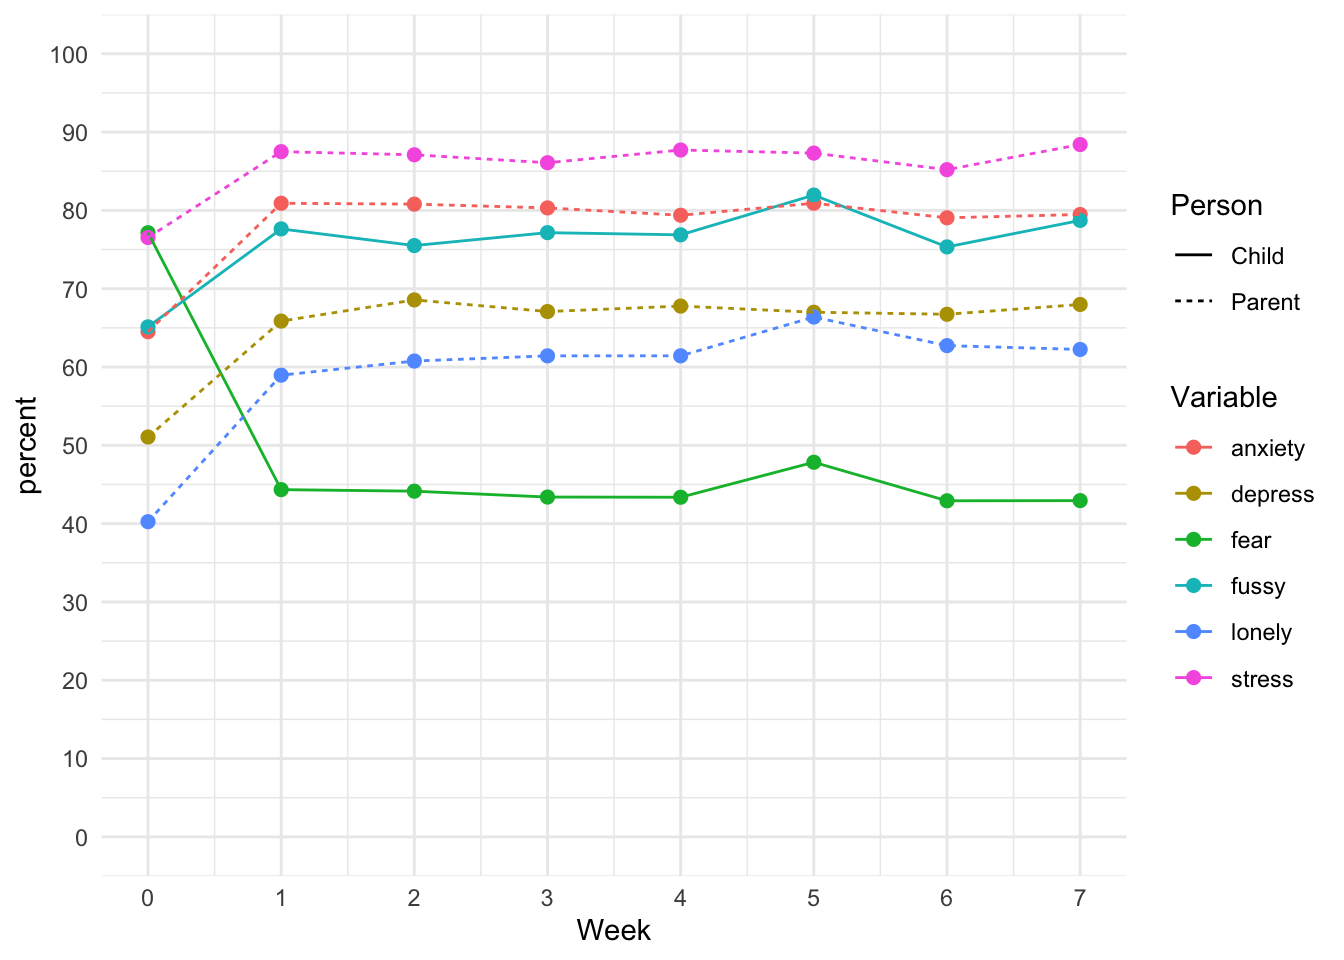 100
90
80
70
60
50
40
30
20
10
0
percent
0 1 2 3 4 5 6 7
Week
Person
Child
Parent
Variable
anxiety
depress
fear
fussy
lonely
stress